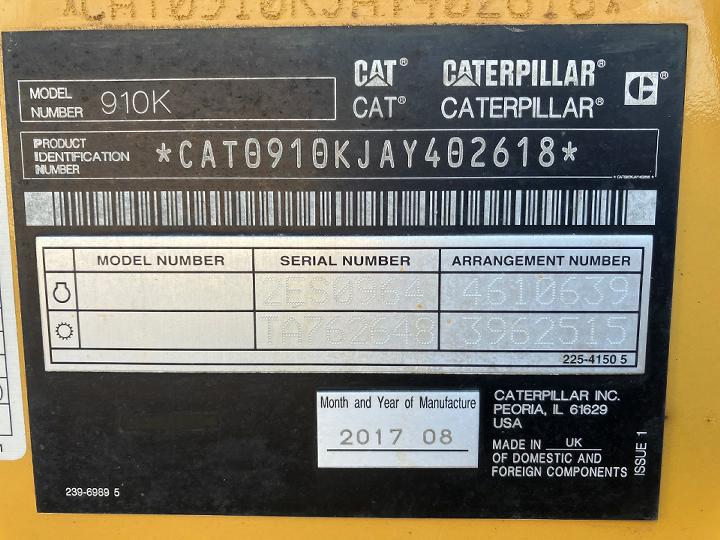 *CAT0910KJAY402618*
CAT® CATERPILLAR®
MODEL NUMBER 910K
CAT® CATERPILLAR®
PRODUCT IDENTIFICATION NUMBER *CAT0910KJAY402618*
MODEL NUMBER SERIAL NUMBER ARRANGEMENT NUMBER
2ES0964 4610639
TA762648 3962515
225-4150 5
Month and Year of Manufacture
2017 08
CATERPILLAR INC.
PEORIA, IL 61629
USA
MADE IN UK
OF DOMESTIC AND
FOREIGN COMPONENTS
ISSUE 1
239-6989 5